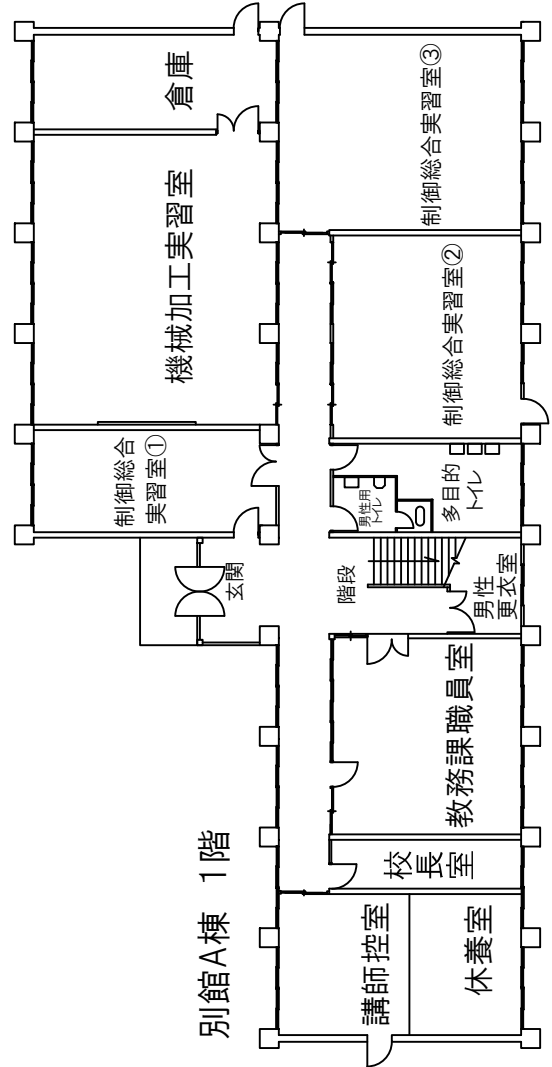 別館A棟 1階
倉庫
機械加工実習室
制御総合
実習室①
玄関
制御総合実習室③
制御総合実習室②
多目的
トイレ
男性用
トイレ
階段
男性
更衣室
教務課職員室
校長
室
講師控室
休養室